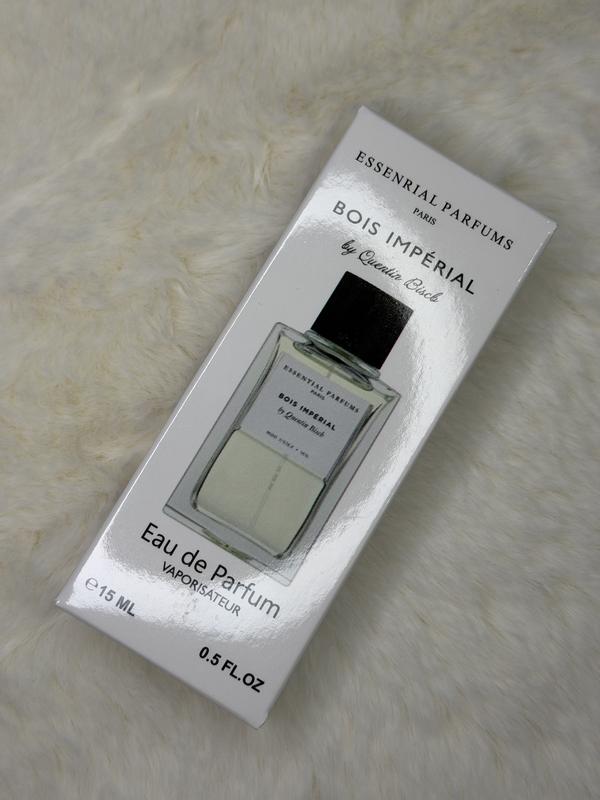 ESSENRIAL PARFUMS
PARIS
BOIS IMPÉRIAL
by Quentin Bisch
ESSENTIAL PARFUMS
PARIS
BOIS IMPÉRIAL
by Quentin Bisch
Eau de Parfum
VAPORISATEUR
℮15 ML
0.5 FL.OZ